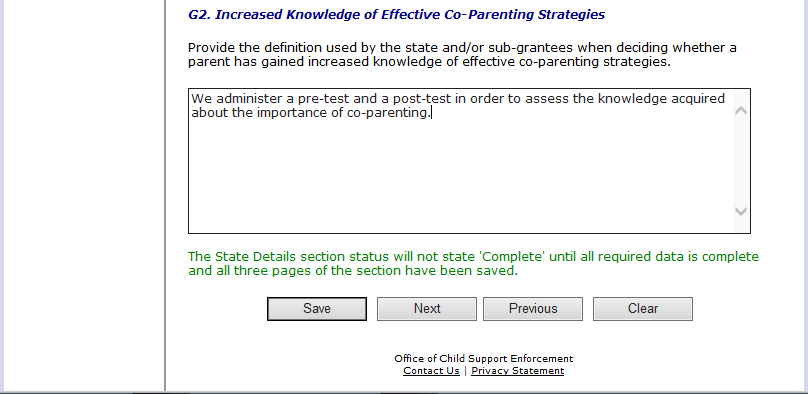 G2. Increased Knowledge of Effective Co-Parenting Strategies
Provide the definition used by the state and/or sub-grantees when deciding whether a
parent has gained increased knowledge of effective co-parenting strategies.
We administer a pre-test and a post-test in order to assess the knowledge acquired
about the importance of co-parenting.
The State Details section status will not state 'Complete' until all required data is complete
and all three pages of the section have been saved.
Save Next Previous Clear
Office of Child Support Enforcement
Contact Us | Privacy Statement